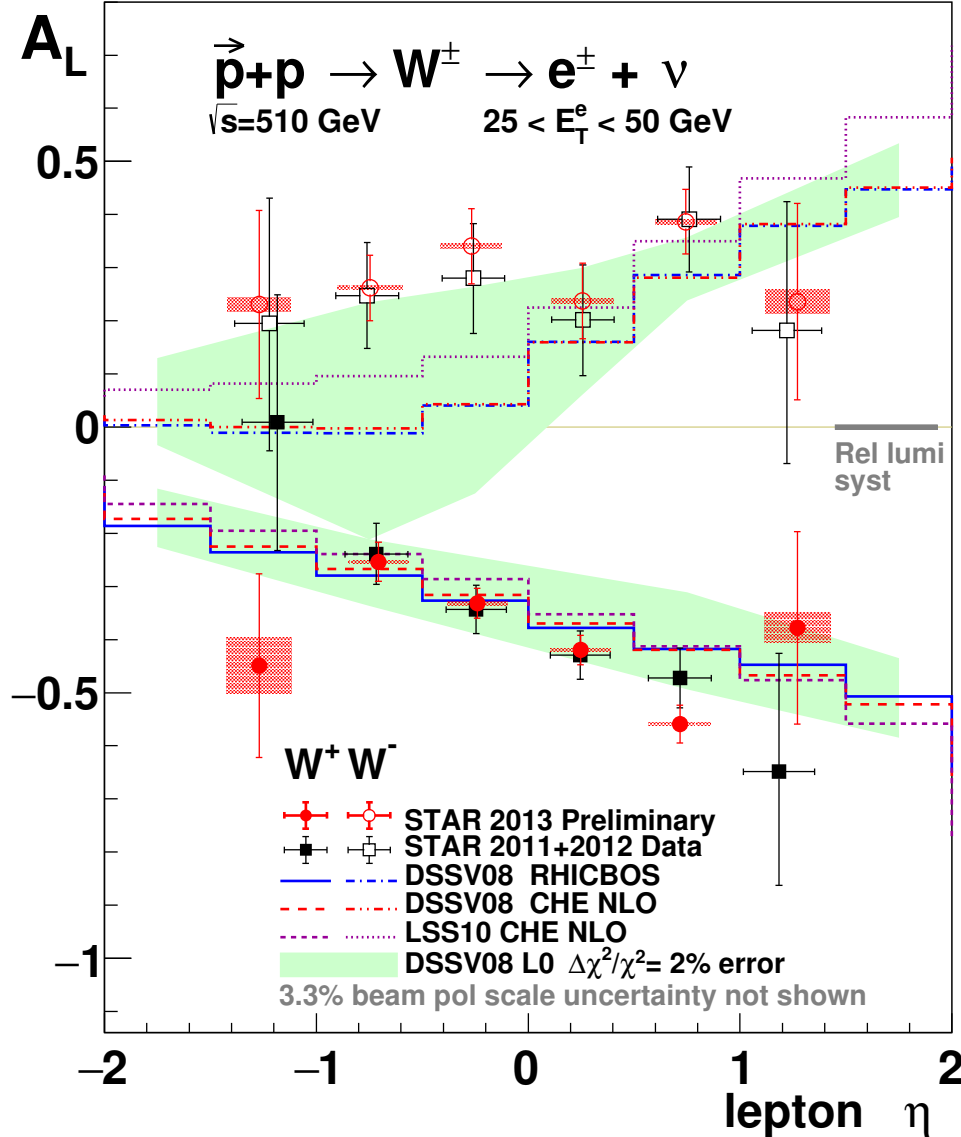 A_L
p⃗+p → W^± → e^± + ν
√s=510 GeV 25 < E_T^e < 50 GeV
0.5
0
Rel lumi
syst
−0.5
W^+ W^-
STAR 2013 Preliminary
STAR 2011+2012 Data
DSSV08 RHICBOS
DSSV08 CHE NLO
LSS10 CHE NLO
−1
DSSV08 L0 Δχ²/χ²= 2% error
3.3% beam pol scale uncertainty not shown
−2 −1 0 1 2
lepton η